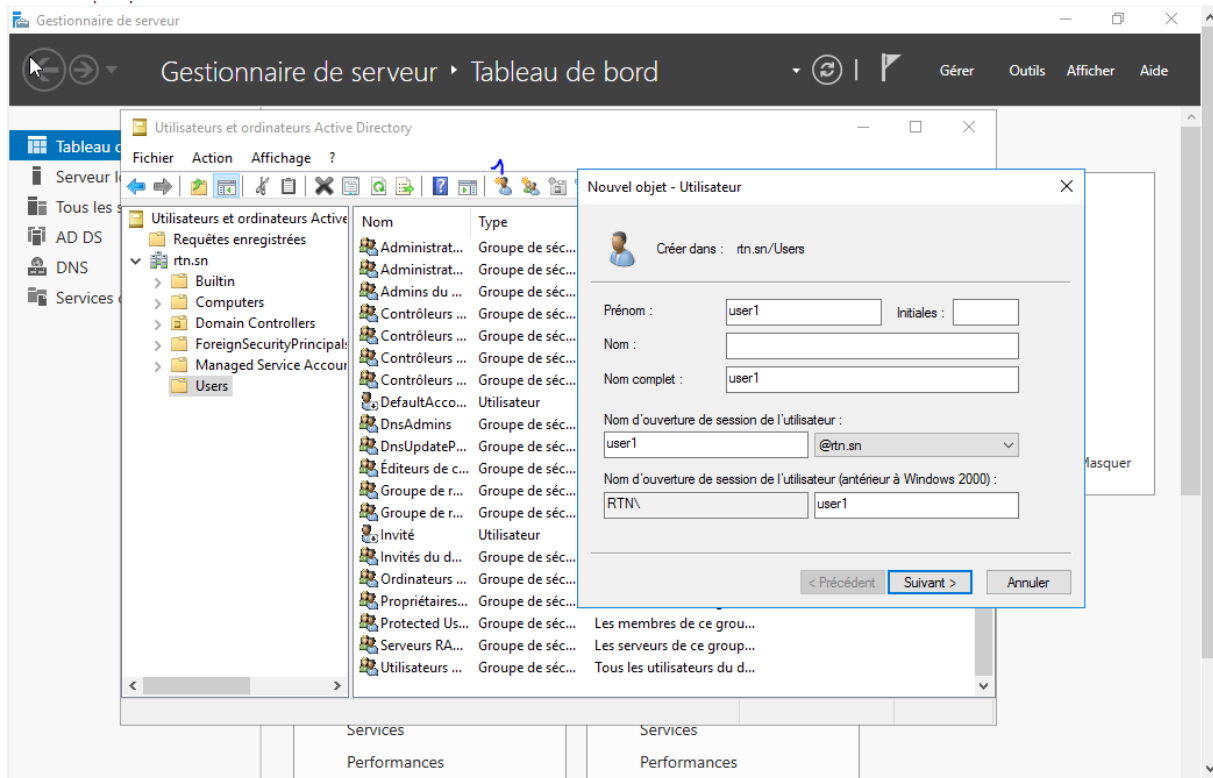 Gestionnaire de serveur
Gestionnaire de serveur • Tableau de bord
Gérer Outils Afficher Aide
Tableau d
Serveur l
Tous les s
AD DS
DNS
Services
Utilisateurs et ordinateurs Active Directory
Fichier Action Affichage ?
1
Utilisateurs et ordinateurs Active
Requêtes enregistrées
rtn.sn
Builtin
Computers
Domain Controllers
ForeignSecurityPrincipals
Managed Service Accour
Users
Nom Type
Administrat... Groupe de séc...
Administrat... Groupe de séc...
Admins du ... Groupe de séc...
Contrôleurs ... Groupe de séc...
Contrôleurs ... Groupe de séc...
Contrôleurs ... Groupe de séc...
Contrôleurs ... Groupe de séc...
DefaultAcco... Utilisateur
DnsAdmins Groupe de séc...
DnsUpdateP... Groupe de séc...
Éditeurs de c... Groupe de séc...
Groupe de r... Groupe de séc...
Groupe de r... Groupe de séc...
Invité Utilisateur
Invités du d... Groupe de séc...
Ordinateurs ... Groupe de séc...
Propriétaires... Groupe de séc...
Protected Us... Groupe de séc... Les membres de ce grou...
Serveurs RA... Groupe de séc... Les serveurs de ce group...
Utilisateurs ... Groupe de séc... Tous les utilisateurs du d...
Nouvel objet - Utilisateur
Créer dans : rtn.sn/Users
Prénom : user1 Initiales :
Nom :
Nom complet : user1
Nom d'ouverture de session de l'utilisateur :
user1 @rtn.sn
Nom d'ouverture de session de l'utilisateur (antérieur à Windows 2000) :
RTN\ user1
< Précédent Suivant > Annuler
Masquer
Services Services
Performances Performances